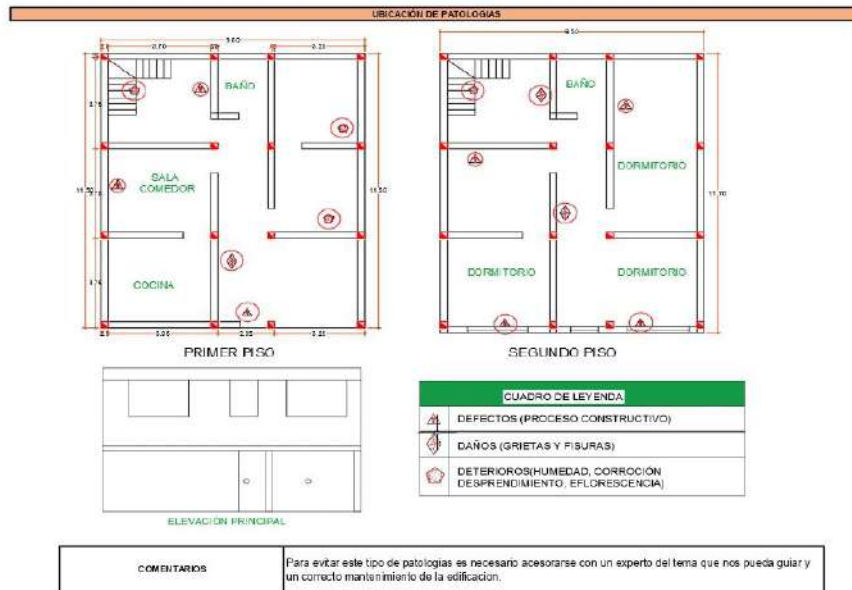 UBICACIÓN DE PATOLOGIAS
BAÑO
SALA
COMEDOR
COCINA
PRIMER PISO
BAÑO
DORMITORIO
DORMITORIO
DORMITORIO
SEGUNDO PISO
ELEVACIÓN PRINCIPAL
CUADRO DE LEYENDA
DEFECTOS (PROCESO CONSTRUCTIVO)
DAÑOS (GRIETAS Y FISURAS)
DETERIOROS(HUMEDAD, CORROCIÓN
DESPRENDIMIENTO, EFLORESCENCIA)
COMENTARIOS
Para evitar este tipo de patologias es necesario acesorarse con un experto del tema que nos pueda guiar y
un correcto mantenimiento de la edificacion.